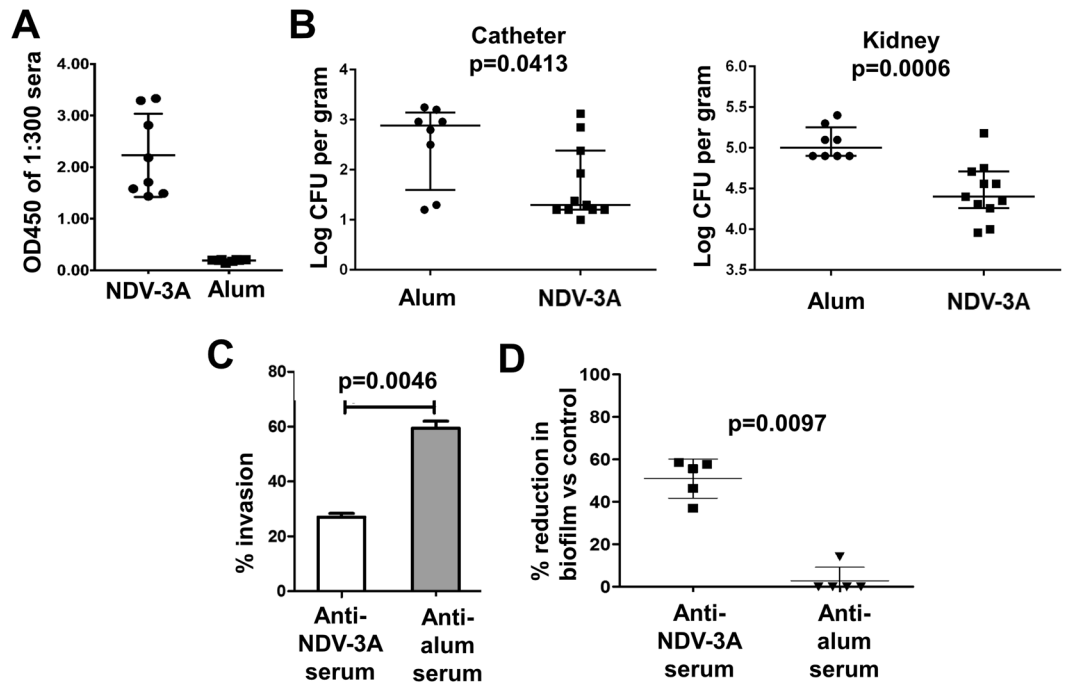 A
OD450 of 1:300 sera
4.00
3.00
2.00
1.00
0.00
NDV-3A
Alum
B
Catheter
p=0.0413
Log CFU per gram
4
3
2
1
0
Alum
NDV-3A
Kidney
p=0.0006
Log CFU per gram
6.0
5.5
5.0
4.5
4.0
3.5
Alum
NDV-3A
C
p=0.0046
% invasion
80
60
40
20
0
Anti-
NDV-3A
serum
Anti-
alum
serum
D
p=0.0097
% reduction in
biofilm vs control
100
80
60
40
20
0
Anti-
NDV-3A
serum
Anti-
alum
serum